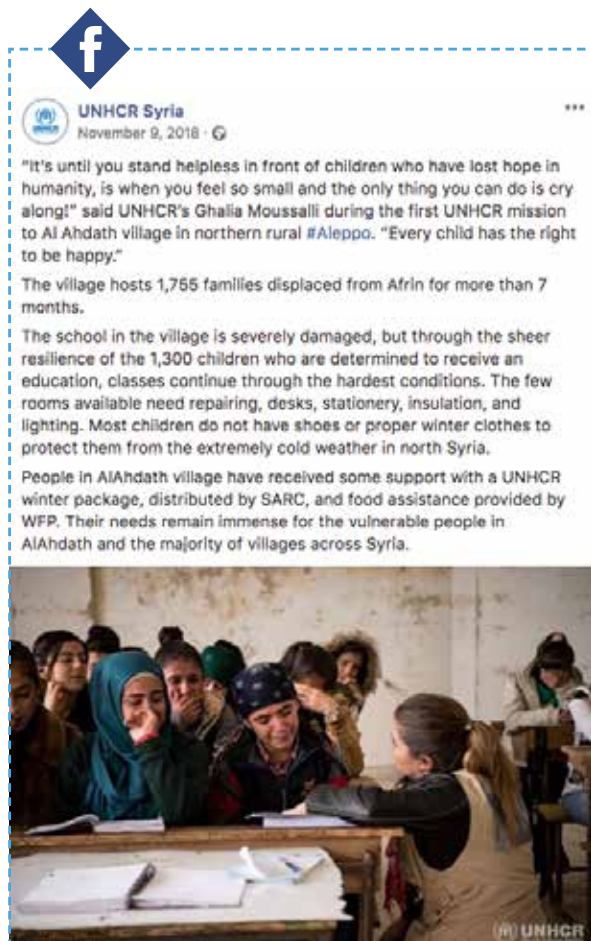 f
UNHCR Syria
November 9, 2018 ·
"It's until you stand helpless in front of children who have lost hope in
humanity, is when you feel so small and the only thing you can do is cry
along!" said UNHCR's Ghalia Moussalli during the first UNHCR mission
to Al Ahdath village in northern rural #Aleppo. "Every child has the right
to be happy."
The village hosts 1,755 families displaced from Afrin for more than 7
months.
The school in the village is severely damaged, but through the sheer
resilience of the 1,300 children who are determined to receive an
education, classes continue through the hardest conditions. The few
rooms available need repairing, desks, stationery, insulation, and
lighting. Most children do not have shoes or proper winter clothes to
protect them from the extremely cold weather in north Syria.
People in AlAhdath village have received some support with a UNHCR
winter package, distributed by SARC, and food assistance provided by
WFP. Their needs remain immense for the vulnerable people in
AlAhdath and the majority of villages across Syria.
UNHCR